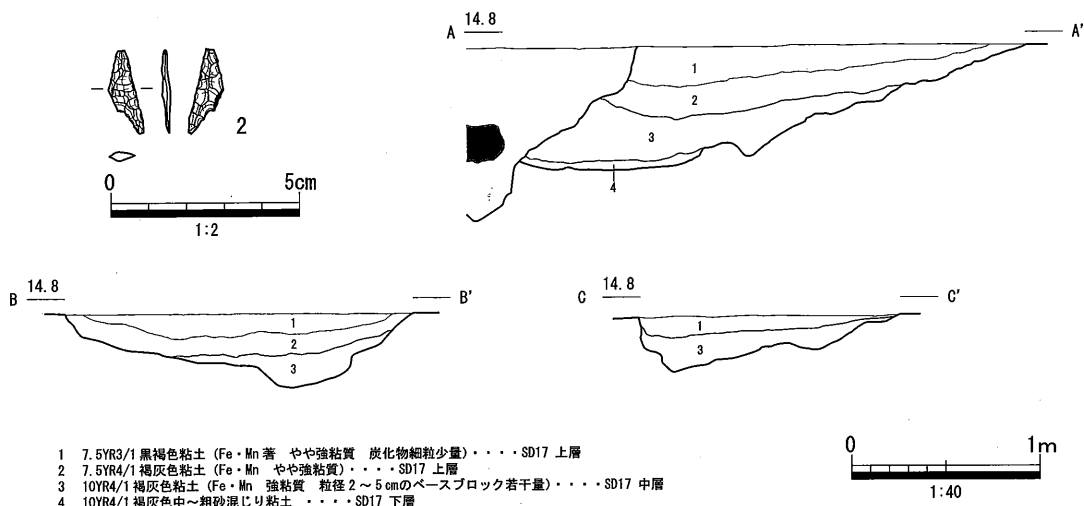 A 14.8 A'
1
2
3
4
2
0 5cm
1:2
B 14.8 B'
1
2
3
C 14.8 C'
1
3
1 7.5YR3/1 黒褐色粘土 (Fe・Mn著 やや強粘質 炭化物細粒少量)・・・・SD17 上層
2 7.5YR4/1 褐灰色粘土 (Fe・Mn やや強粘質)・・・・SD17 上層
3 10YR4/1 褐灰色粘土 (Fe・Mn 強粘質 粒径2～5cmのベースブロック若干量)・・・・SD17 中層
4 10YR4/1 褐灰色中～粗砂混じり粘土 ・・・・SD17 下層
0 1m
1:40